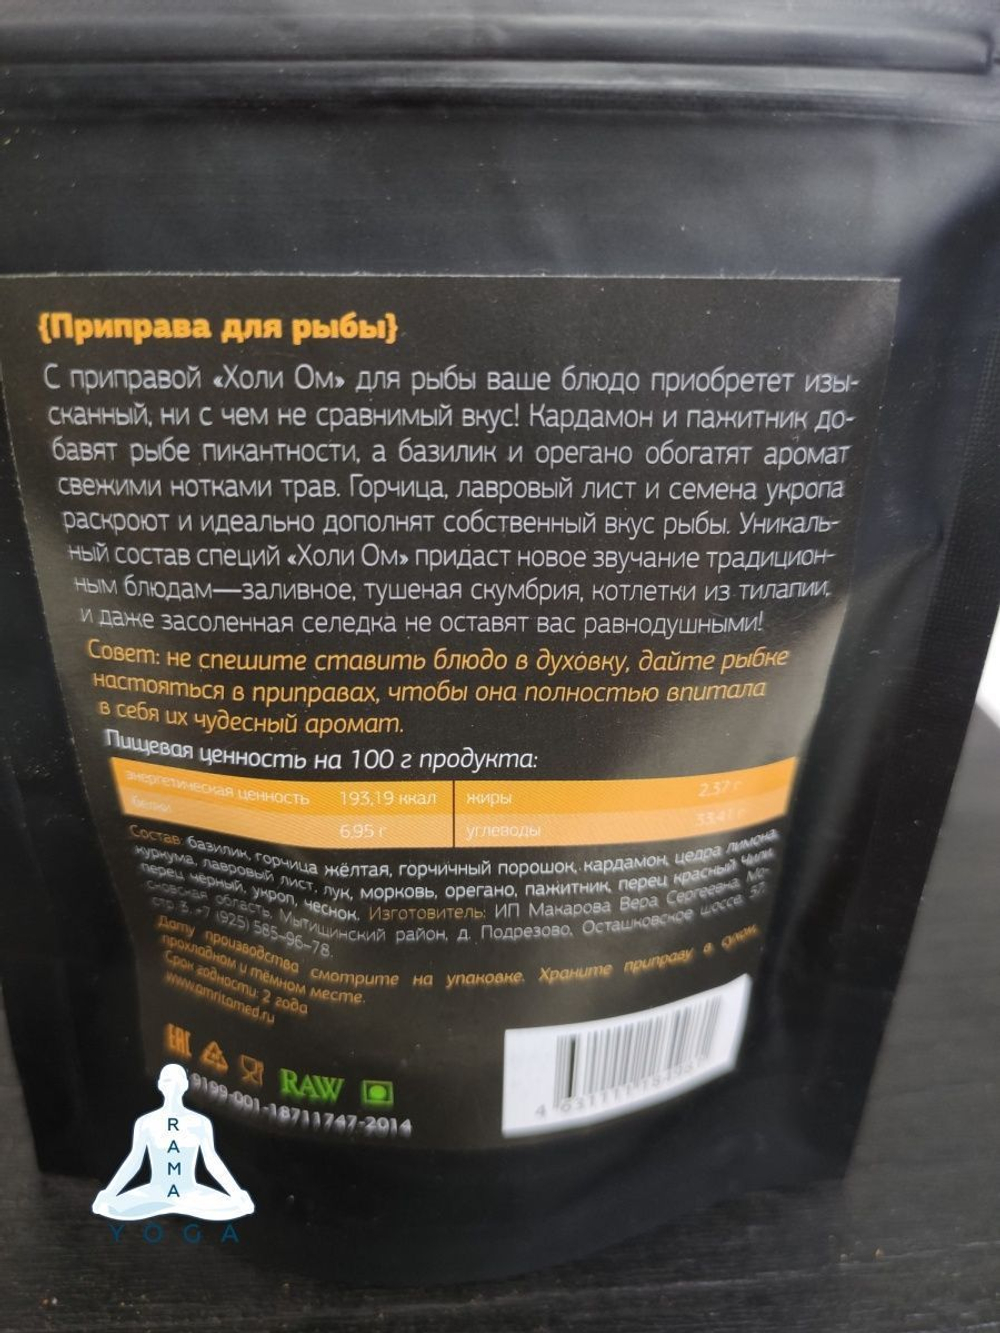 {Приправа для рыбы}
С приправой «Холи Ом» для рыбы ваше блюдо приобретет изы-
сканный, ни с чем не сравнимый вкус! Кардамон и пажитник до-
бавят рыбе пикантности, а базилик и орегано обогатят аромат
свежими нотками трав. Горчица, лавровый лист и семена укропа
раскроют и идеально дополнят собственный вкус рыбы. Уникаль-
ный состав специй «Холи Ом» придаст новое звучание традицион-
ным блюдам—заливное, тушеная скумбрия, котлетки из тилапии,
и даже засоленная селедка не оставят вас равнодушными!
Совет: не спешите ставить блюдо в духовку, дайте рыбке
настояться в приправах, чтобы она полностью впитала
в себя их чудесный аромат.
Пищевая ценность на 100 г продукта:
энергетическая ценность 193,19 ккал жиры 2,37 г
белки 6,95 г углеводы 33,41 г
Состав: базилик, горчица жёлтая, горчичный порошок, кардамон, цедра лимона,
куркума, лавровый лист, лук, морковь, орегано, пажитник, перец красный Чили,
перец чёрный, укроп, чеснок. Изготовитель: ИП Макарова Вера Сергеевна, Мо-
сковская область, Мытищинский район, д. Подрезово, Осташковское шоссе, 57,
стр 3, +7 (925) 585-96-78.
Дату производства смотрите на упаковке. Храните приправу в сухом,
прохладном и тёмном месте.
Срок годности: 2 года
www.amritamed.ru
EAC
RAW
9199-001-18711747-2014
RAMA
YOGA